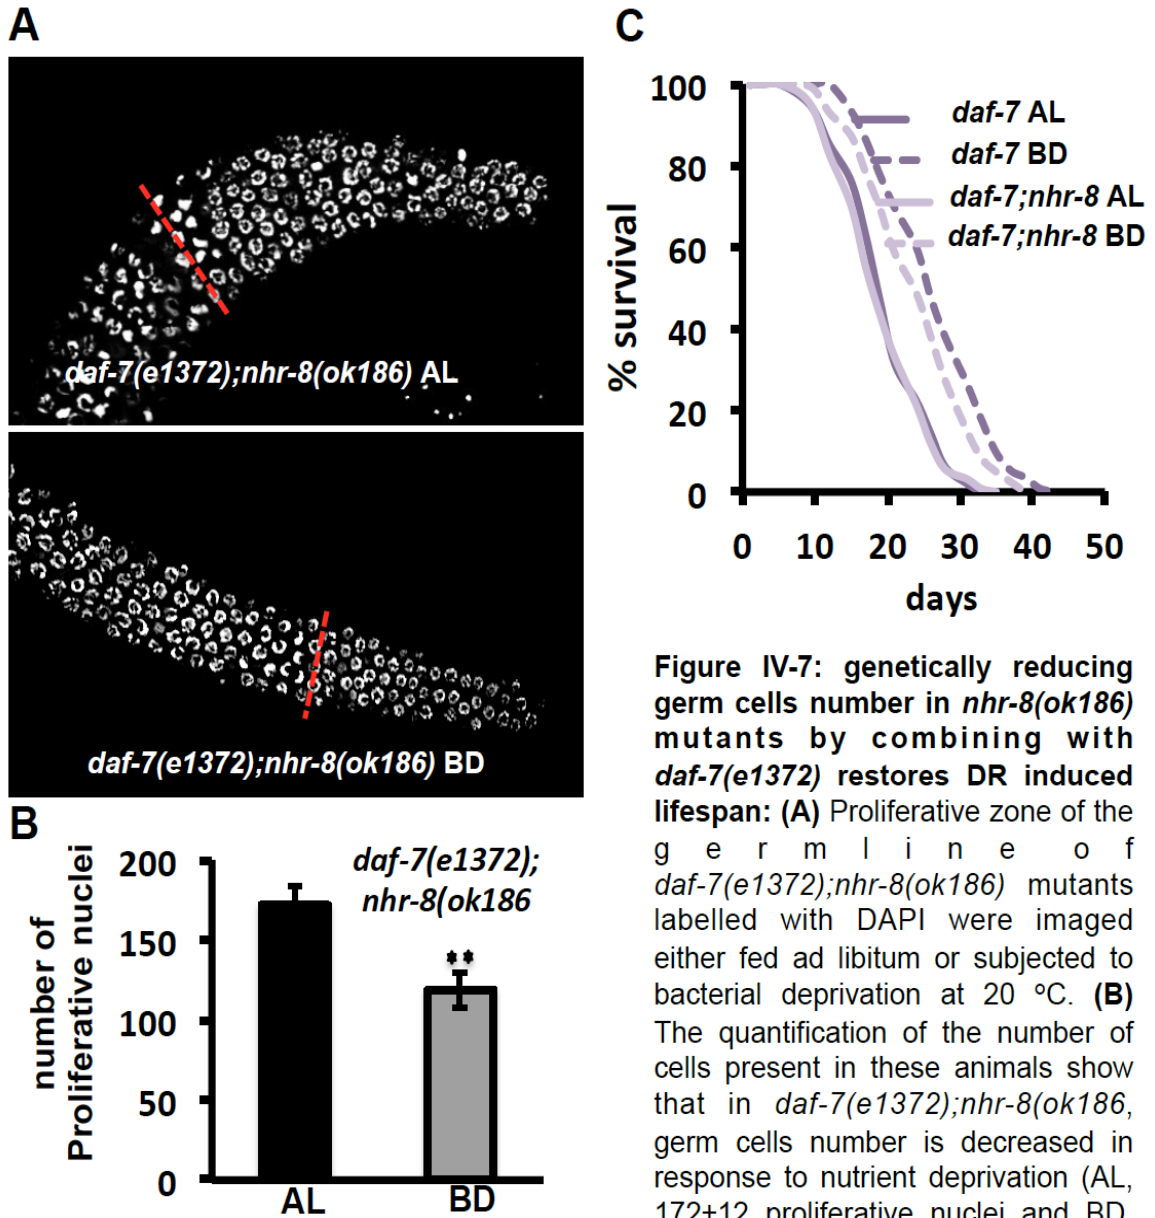 A
daf-7(e1372);nhr-8(ok186) AL
daf-7(e1372);nhr-8(ok186) BD
B
200
150
100
50
0
number of
Proliferative nuclei
daf-7(e1372);
nhr-8(ok186
**
AL
BD
C
100
80
60
40
20
0
% survival
0 10 20 30 40 50
days
daf-7 AL
daf-7 BD
daf-7;nhr-8 AL
daf-7;nhr-8 BD
Figure IV-7: genetically reducing
germ cells number in nhr-8(ok186)
mutants by combining with
daf-7(e1372) restores DR induced
lifespan: (A) Proliferative zone of the
g e r m l i n e o f
daf-7(e1372);nhr-8(ok186) mutants
labelled with DAPI were imaged
either fed ad libitum or subjected to
bacterial deprivation at 20 ºC. (B)
The quantification of the number of
cells present in these animals show
that in daf-7(e1372);nhr-8(ok186,
germ cells number is decreased in
response to nutrient deprivation (AL,
172±12 proliferative nuclei and BD,